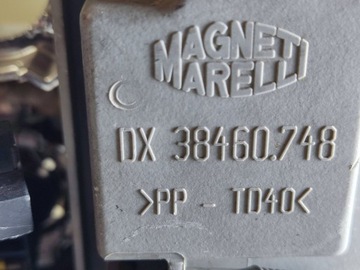 MAGNETI
MARELLI
DX 38460.748
>PP - TD40<